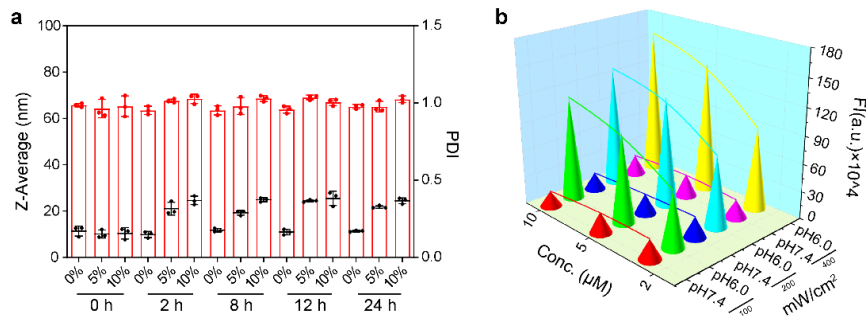 a
100
80
60
40
20
0
Z-Average (nm)
1.5
1.0
0.5
0.0
PDI
0% 5% 10% 0% 5% 10% 0% 5% 10% 0% 5% 10% 0% 5% 10%
0 h 2 h 8 h 12 h 24 h
b
180
150
120
90
60
30
0
FI(a.u.)×10^4
10
5
2
Conc. (μM)
pH6.0
pH7.4
pH6.0
pH7.4
pH6.0
pH7.4
400
200
100
mW/cm²